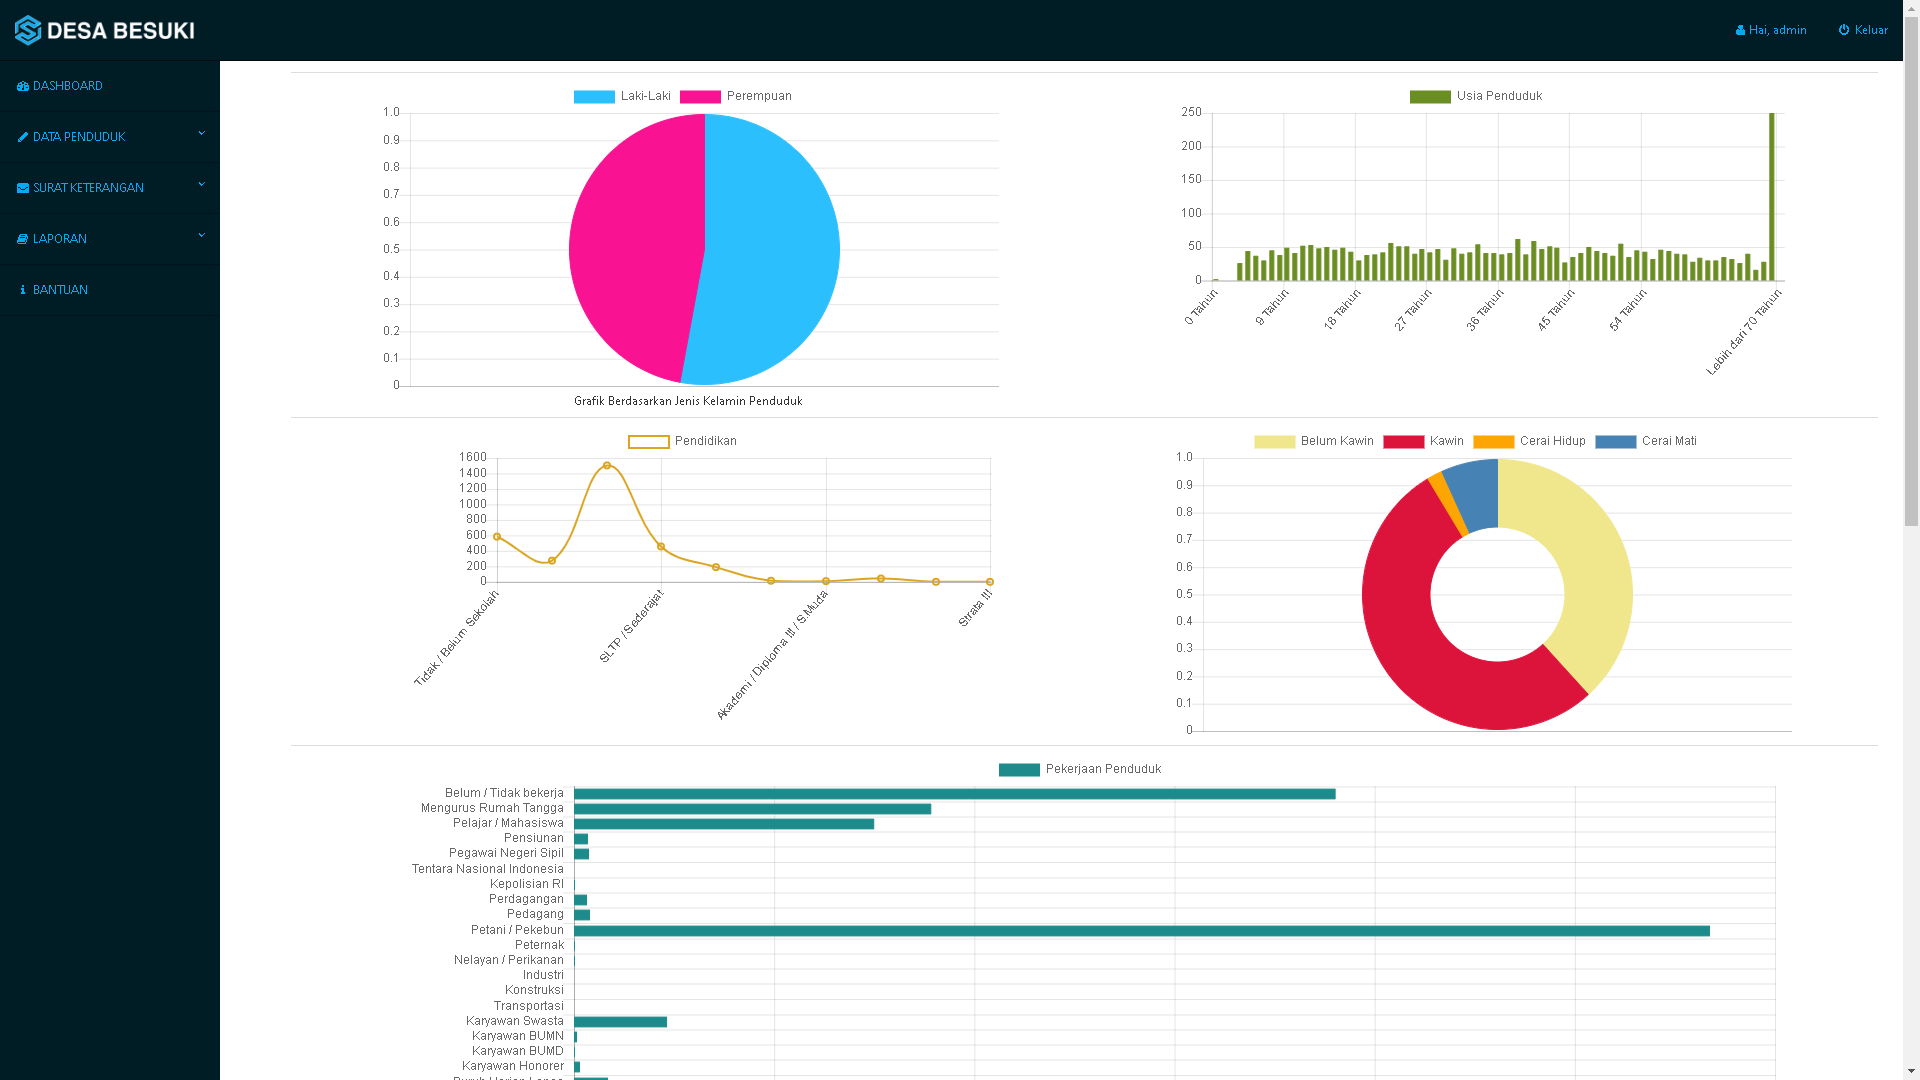 DESA BESUKI
Hai, admin
Keluar
DASHBOARD
DATA PENDUDUK
SURAT KETERANGAN
LAPORAN
BANTUAN
Laki-Laki Perempuan
1.0
0.9
0.8
0.7
0.6
0.5
0.4
0.3
0.2
0.1
0
Grafik Berdasarkan Jenis Kelamin Penduduk
Usia Penduduk
250
200
150
100
50
0
0 Tahun
9 Tahun
18 Tahun
27 Tahun
36 Tahun
45 Tahun
54 Tahun
Lebih dari 70 Tahun
Pendidikan
1600
1400
1200
1000
800
600
400
200
0
Tidak / Belum Sekolah
SLTP / Sederajat
Akademi / Diploma III / S.Muda
Strata III
Belum Kawin Kawin Cerai Hidup Cerai Mati
1.0
0.9
0.8
0.7
0.6
0.5
0.4
0.3
0.2
0.1
0
Pekerjaan Penduduk
Belum / Tidak bekerja
Mengurus Rumah Tangga
Pelajar / Mahasiswa
Pensiunan
Pegawai Negeri Sipil
Tentara Nasional Indonesia
Kepolisian RI
Perdagangan
Pedagang
Petani / Pekebun
Peternak
Nelayan / Perikanan
Industri
Konstruksi
Transportasi
Karyawan Swasta
Karyawan BUMN
Karyawan BUMD
Karyawan Honorer